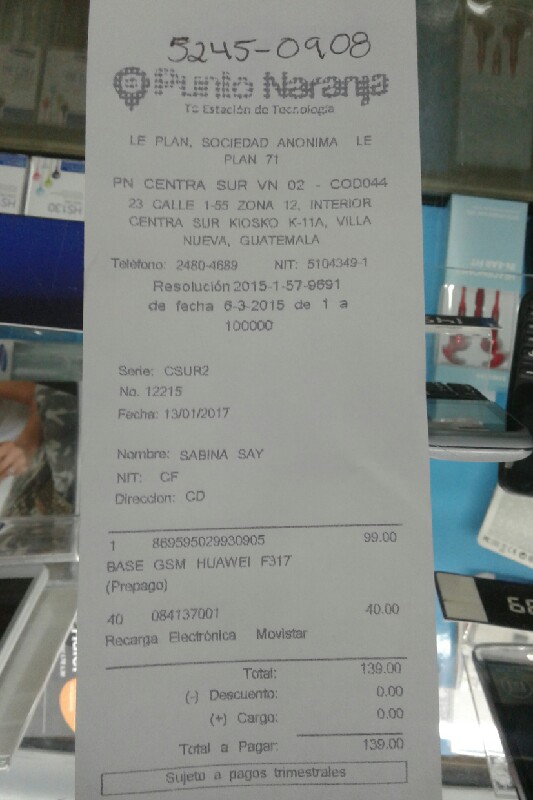 5245-0908
Punto Naranja
Tu Estación de Tecnología
LE PLAN, SOCIEDAD ANONIMA LE
PLAN 71
PN CENTRA SUR VN 02 - COD044
23 CALLE 1-55 ZONA 12, INTERIOR
CENTRA SUR KIOSKO K-11A, VILLA
NUEVA, GUATEMALA
Teléfono: 2480-4689 NIT: 5104349-1
Resolución 2015-1-57-9691
de fecha 6-3-2015 de 1 a
100000
Serie: CSUR2
No. 12215
Fecha: 13/01/2017
Nombre: SABINA SAY
NIT: CF
Direccion: CD
1 869595029930905 99.00
BASE GSM HUAWEI F317
(Prepago)
40 084137001 40.00
Recarga Electrónica Movistar
Total: 139.00
(-) Descuento: 0.00
(+) Cargo: 0.00
Total a Pagar: 139.00
Sujeto a pagos trimestrales
HS130